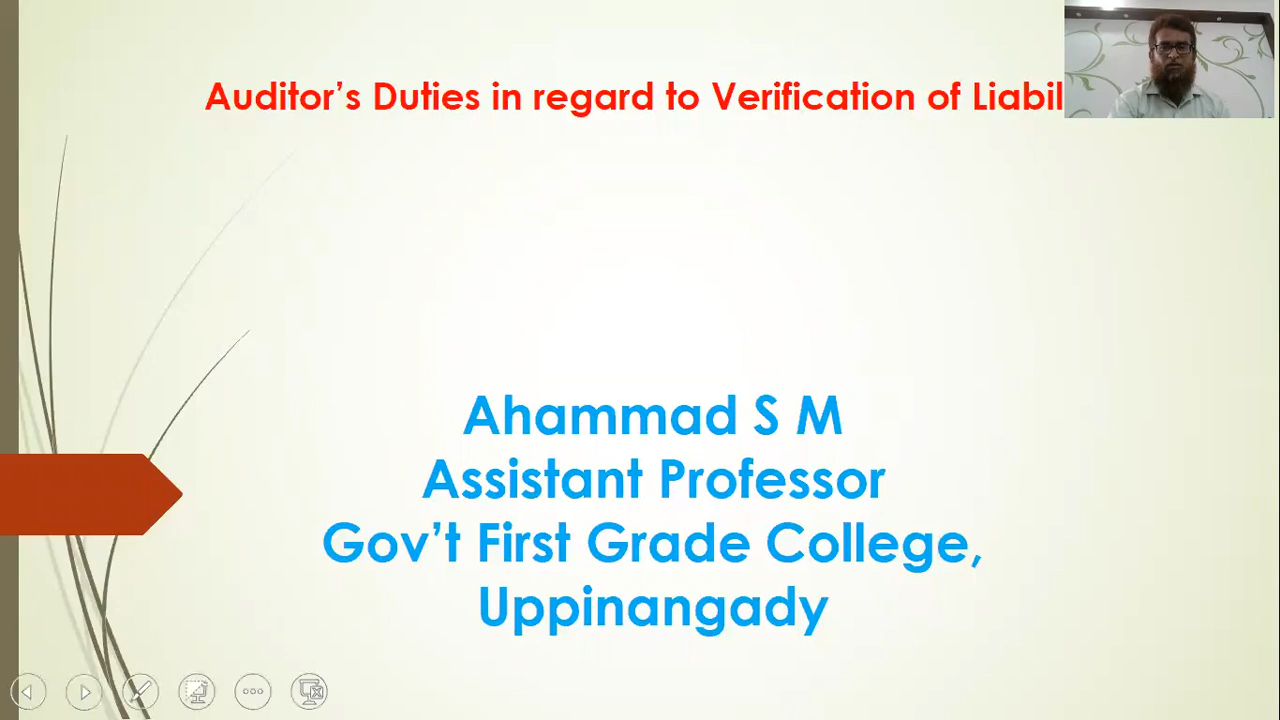 Auditor’s Duties in regard to Verification of Liabil
Ahammad S M
Assistant Professor
Gov’t First Grade College,
Uppinangady